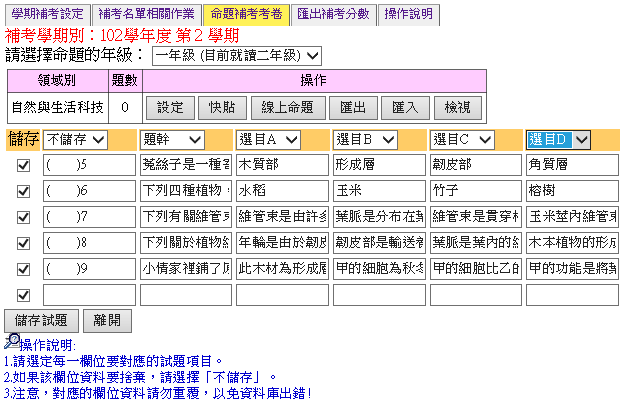 學期補考設定 補考名單相關作業 命題補考考卷 匯出補考分數 操作說明
補考學期別：102學年度 第 2 學期
請選擇命題的年級： 一年級 (目前就讀二年級)
領域別 題數 操作
自然與生活科技 0 設定 快貼 線上命題 匯出 匯入 檢視
儲存 不儲存 題幹 選目A 選目B 選目C 選目D
( )5 菟絲子是一種寄 木質部 形成層 韌皮部 角質層
( )6 下列四種植物， 水稻 玉米 竹子 榕樹
( )7 下列有關維管束 維管束是由許多 葉脈是分布在葉 維管束是貫穿根 玉米莖內維管束
( )8 下列關於植物維 年輪是由於韌皮 韌皮部是輸送養 葉脈是葉內的維 木本植物的形成
( )9 小倩家裡鋪了原 此木材為形成層 甲的細胞為秋冬 甲的細胞比乙的 甲的功能是將葉
儲存試題 離開
操作說明:
1.請選定每一欄位要對應的試題項目。
2.如果該欄位資料要捨棄，請選擇「不儲存」。
3.注意，對應的欄位資料請勿重覆，以免資料庫出錯!